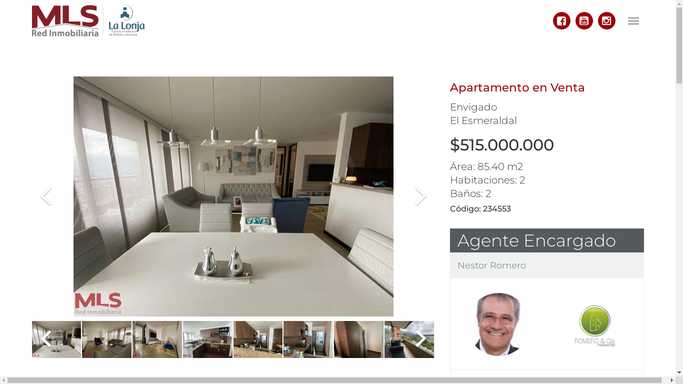 MLS
Red Inmobiliaria
La Lonja
Apartamento en Venta
Envigado
El Esmeraldal
$515.000.000
Área: 85.40 m2
Habitaciones: 2
Baños: 2
Código: 234553
Agente Encargado
Nestor Romero
MLS
Red Inmobiliaria
ROMERO & Cía